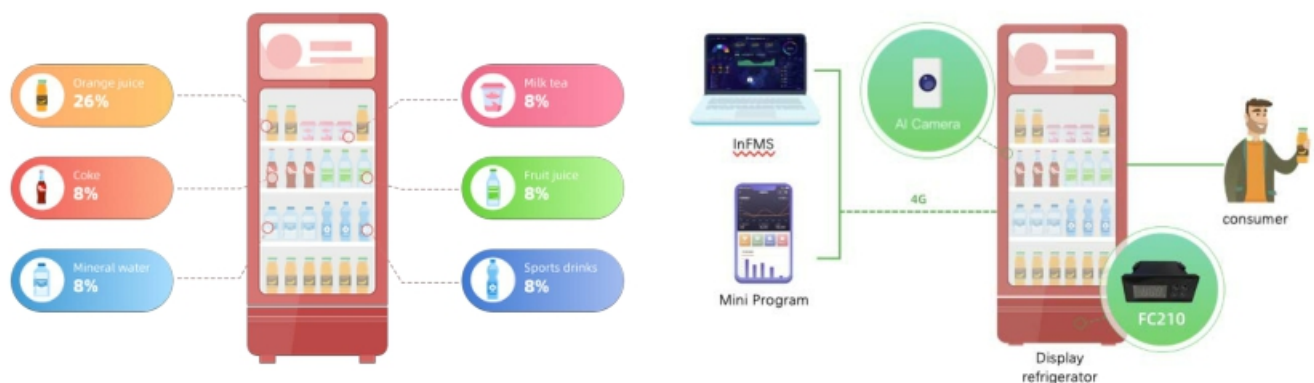 Orange juice
26%
Coke
8%
Mineral water
8%
Milk tea
8%
Fruit juice
8%
Sports drinks
8%
InFMS
Mini Program
AI Camera
4G
consumer
FC210
Display
refrigerator